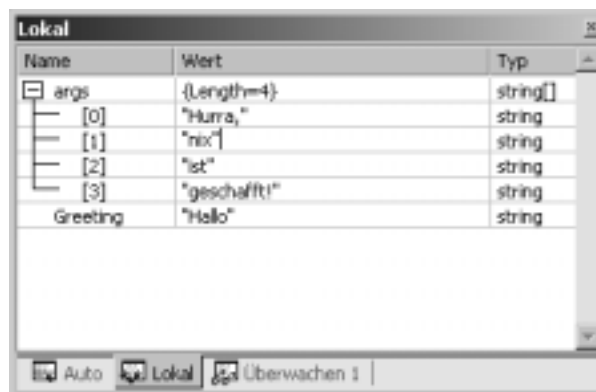 Lokal
Name Wert Typ
args {Length=4} string[]
[0] "Hurra," string
[1] "nix" string
[2] "ist" string
[3] "geschafft!" string
Greeting "Hallo" string
Auto Lokal Überwachen 1